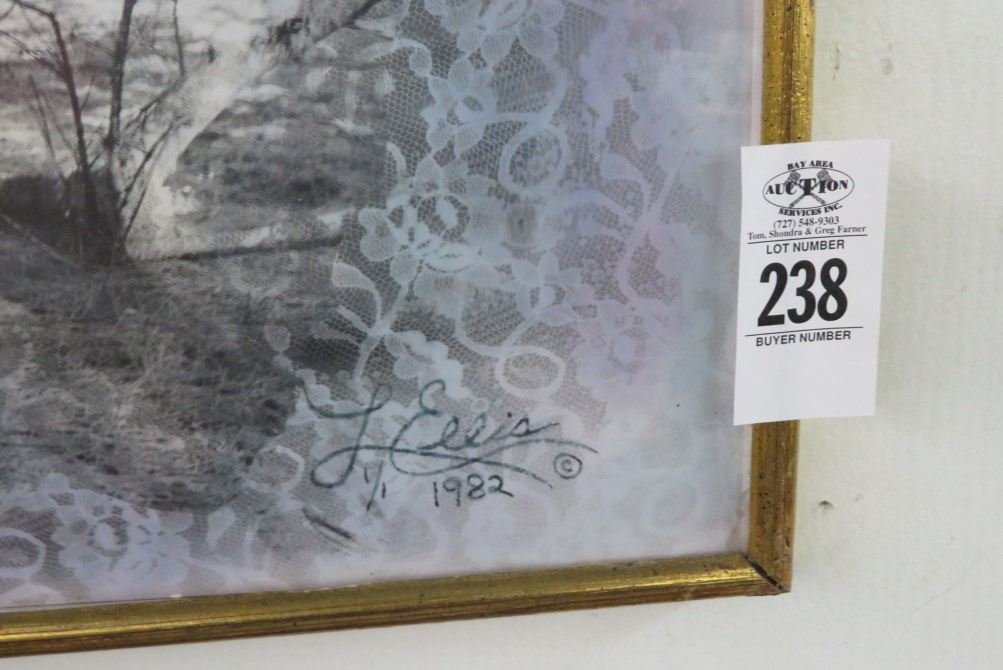 BAY AREA
AUCTION
SERVICES INC.
(727) 548-9303
Tom, Shondra & Greg Farner
LOT NUMBER
238
BUYER NUMBER
L Ellis
1/1 1982 ©